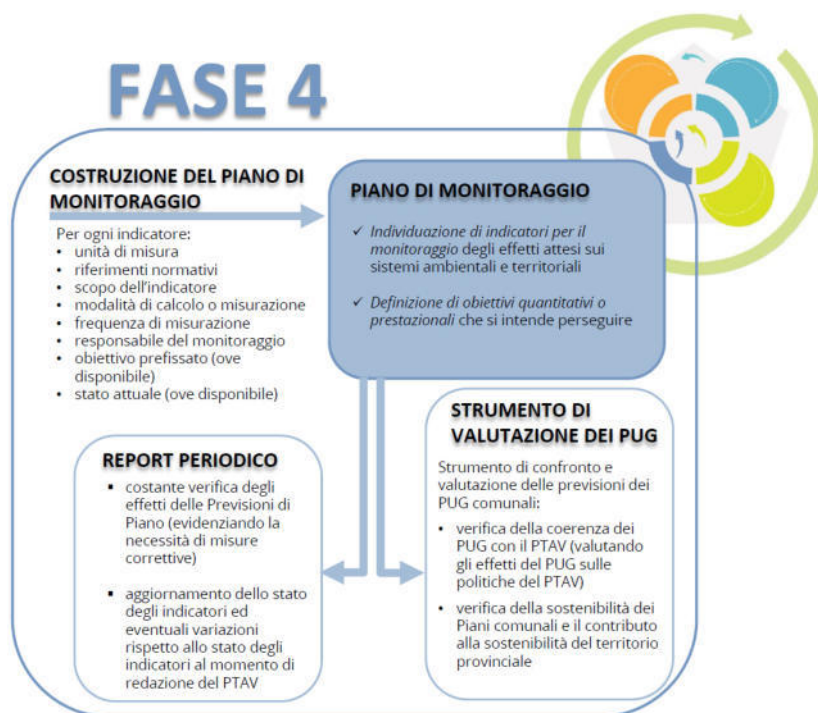 FASE 4
COSTRUZIONE DEL PIANO DI
MONITORAGGIO
Per ogni indicatore:
• unità di misura
• riferimenti normativi
• scopo dell'indicatore
• modalità di calcolo o misurazione
• frequenza di misurazione
• responsabile del monitoraggio
• obiettivo prefissato (ove
disponibile)
• stato attuale (ove disponibile)
PIANO DI MONITORAGGIO
✓ Individuazione di indicatori per il
monitoraggio degli effetti attesi sui
sistemi ambientali e territoriali
✓ Definizione di obiettivi quantitativi o
prestazionali che si intende perseguire
REPORT PERIODICO
▪ costante verifica degli
effetti delle Previsioni di
Piano (evidenziando la
necessità di misure
correttive)
▪ aggiornamento dello stato
degli indicatori ed
eventuali variazioni
rispetto allo stato degli
indicatori al momento di
redazione del PTAV
STRUMENTO DI
VALUTAZIONE DEI PUG
Strumento di confronto e
valutazione delle previsioni dei
PUG comunali:
• verifica della coerenza dei
PUG con il PTAV (valutando
gli effetti del PUG sulle
politiche del PTAV)
• verifica della sostenibilità dei
Piani comunali e il contributo
alla sostenibilità del territorio
provinciale